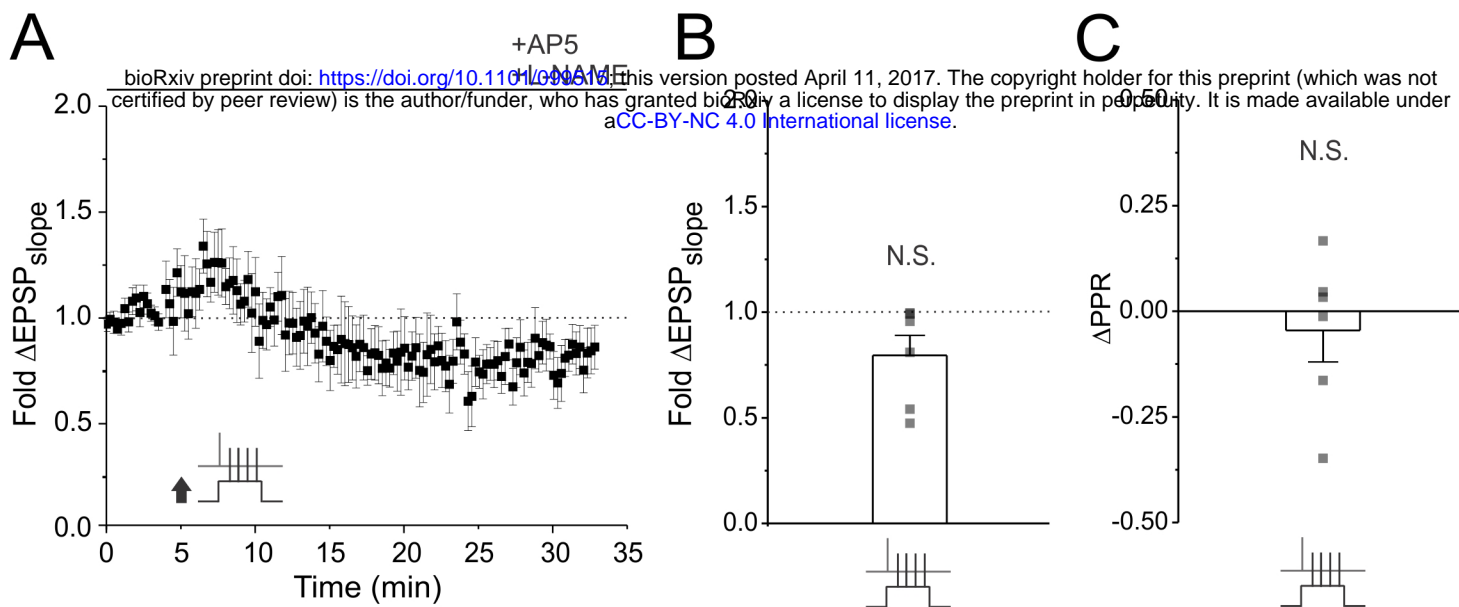 A
B
C
+AP5
+L-NAME
bioRxiv preprint doi: https://doi.org/10.1101/099515; this version posted April 11, 2017. The copyright holder for this preprint (which was not
certified by peer review) is the author/funder, who has granted bioRxiv a license to display the preprint in perpetuity. It is made available under
aCC-BY-NC 4.0 International license.
2.0
1.5
1.0
0.5
0.0
Fold ΔEPSPslope
0 5 10 15 20 25 30 35
Time (min)
2.0
1.5
1.0
0.5
0.0
Fold ΔEPSPslope
N.S.
0.50
0.25
0.00
-0.25
-0.50
ΔPPR
N.S.